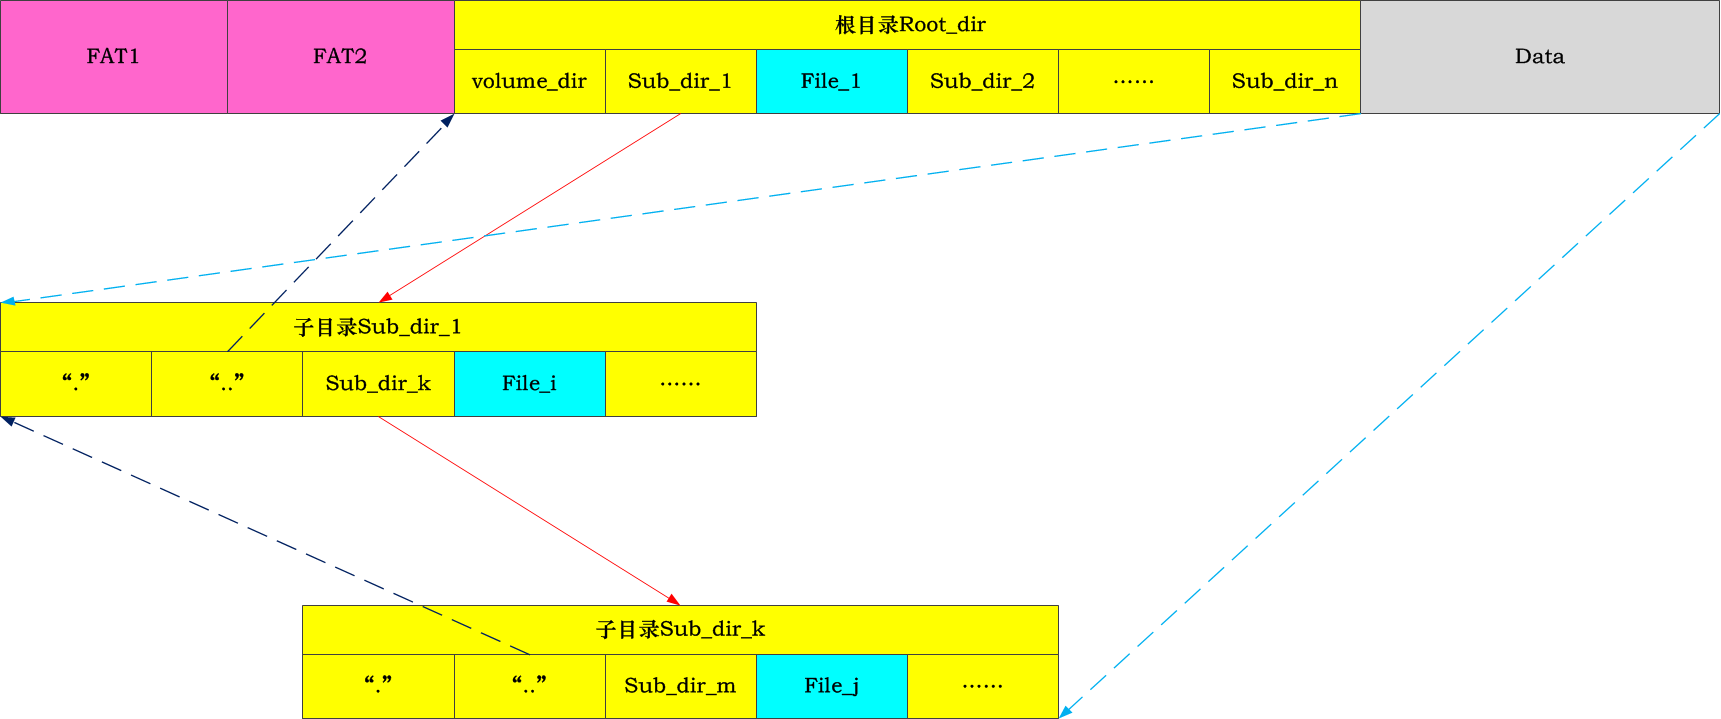 FAT1
FAT2
根目录Root_dir
Data
volume_dir
Sub_dir_1
File_1
Sub_dir_2
……
Sub_dir_n
子目录Sub_dir_1
“.”
“..”
Sub_dir_k
File_i
……
子目录Sub_dir_k
“.”
“..”
Sub_dir_m
File_j
……